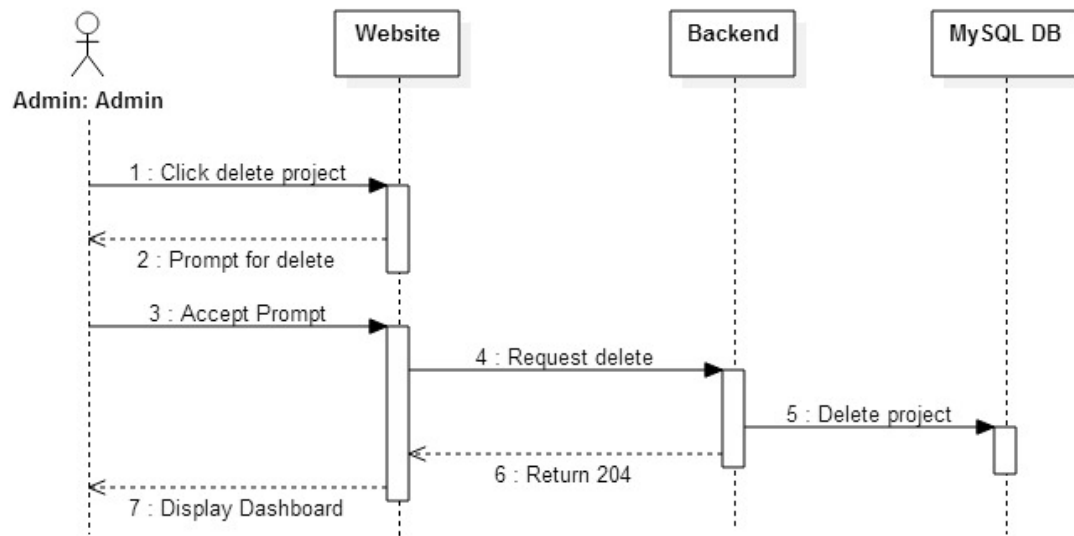 Website
Backend
MySQL DB
Admin: Admin
1 : Click delete project
2 : Prompt for delete
3 : Accept Prompt
4 : Request delete
5 : Delete project
6 : Return 204
7 : Display Dashboard